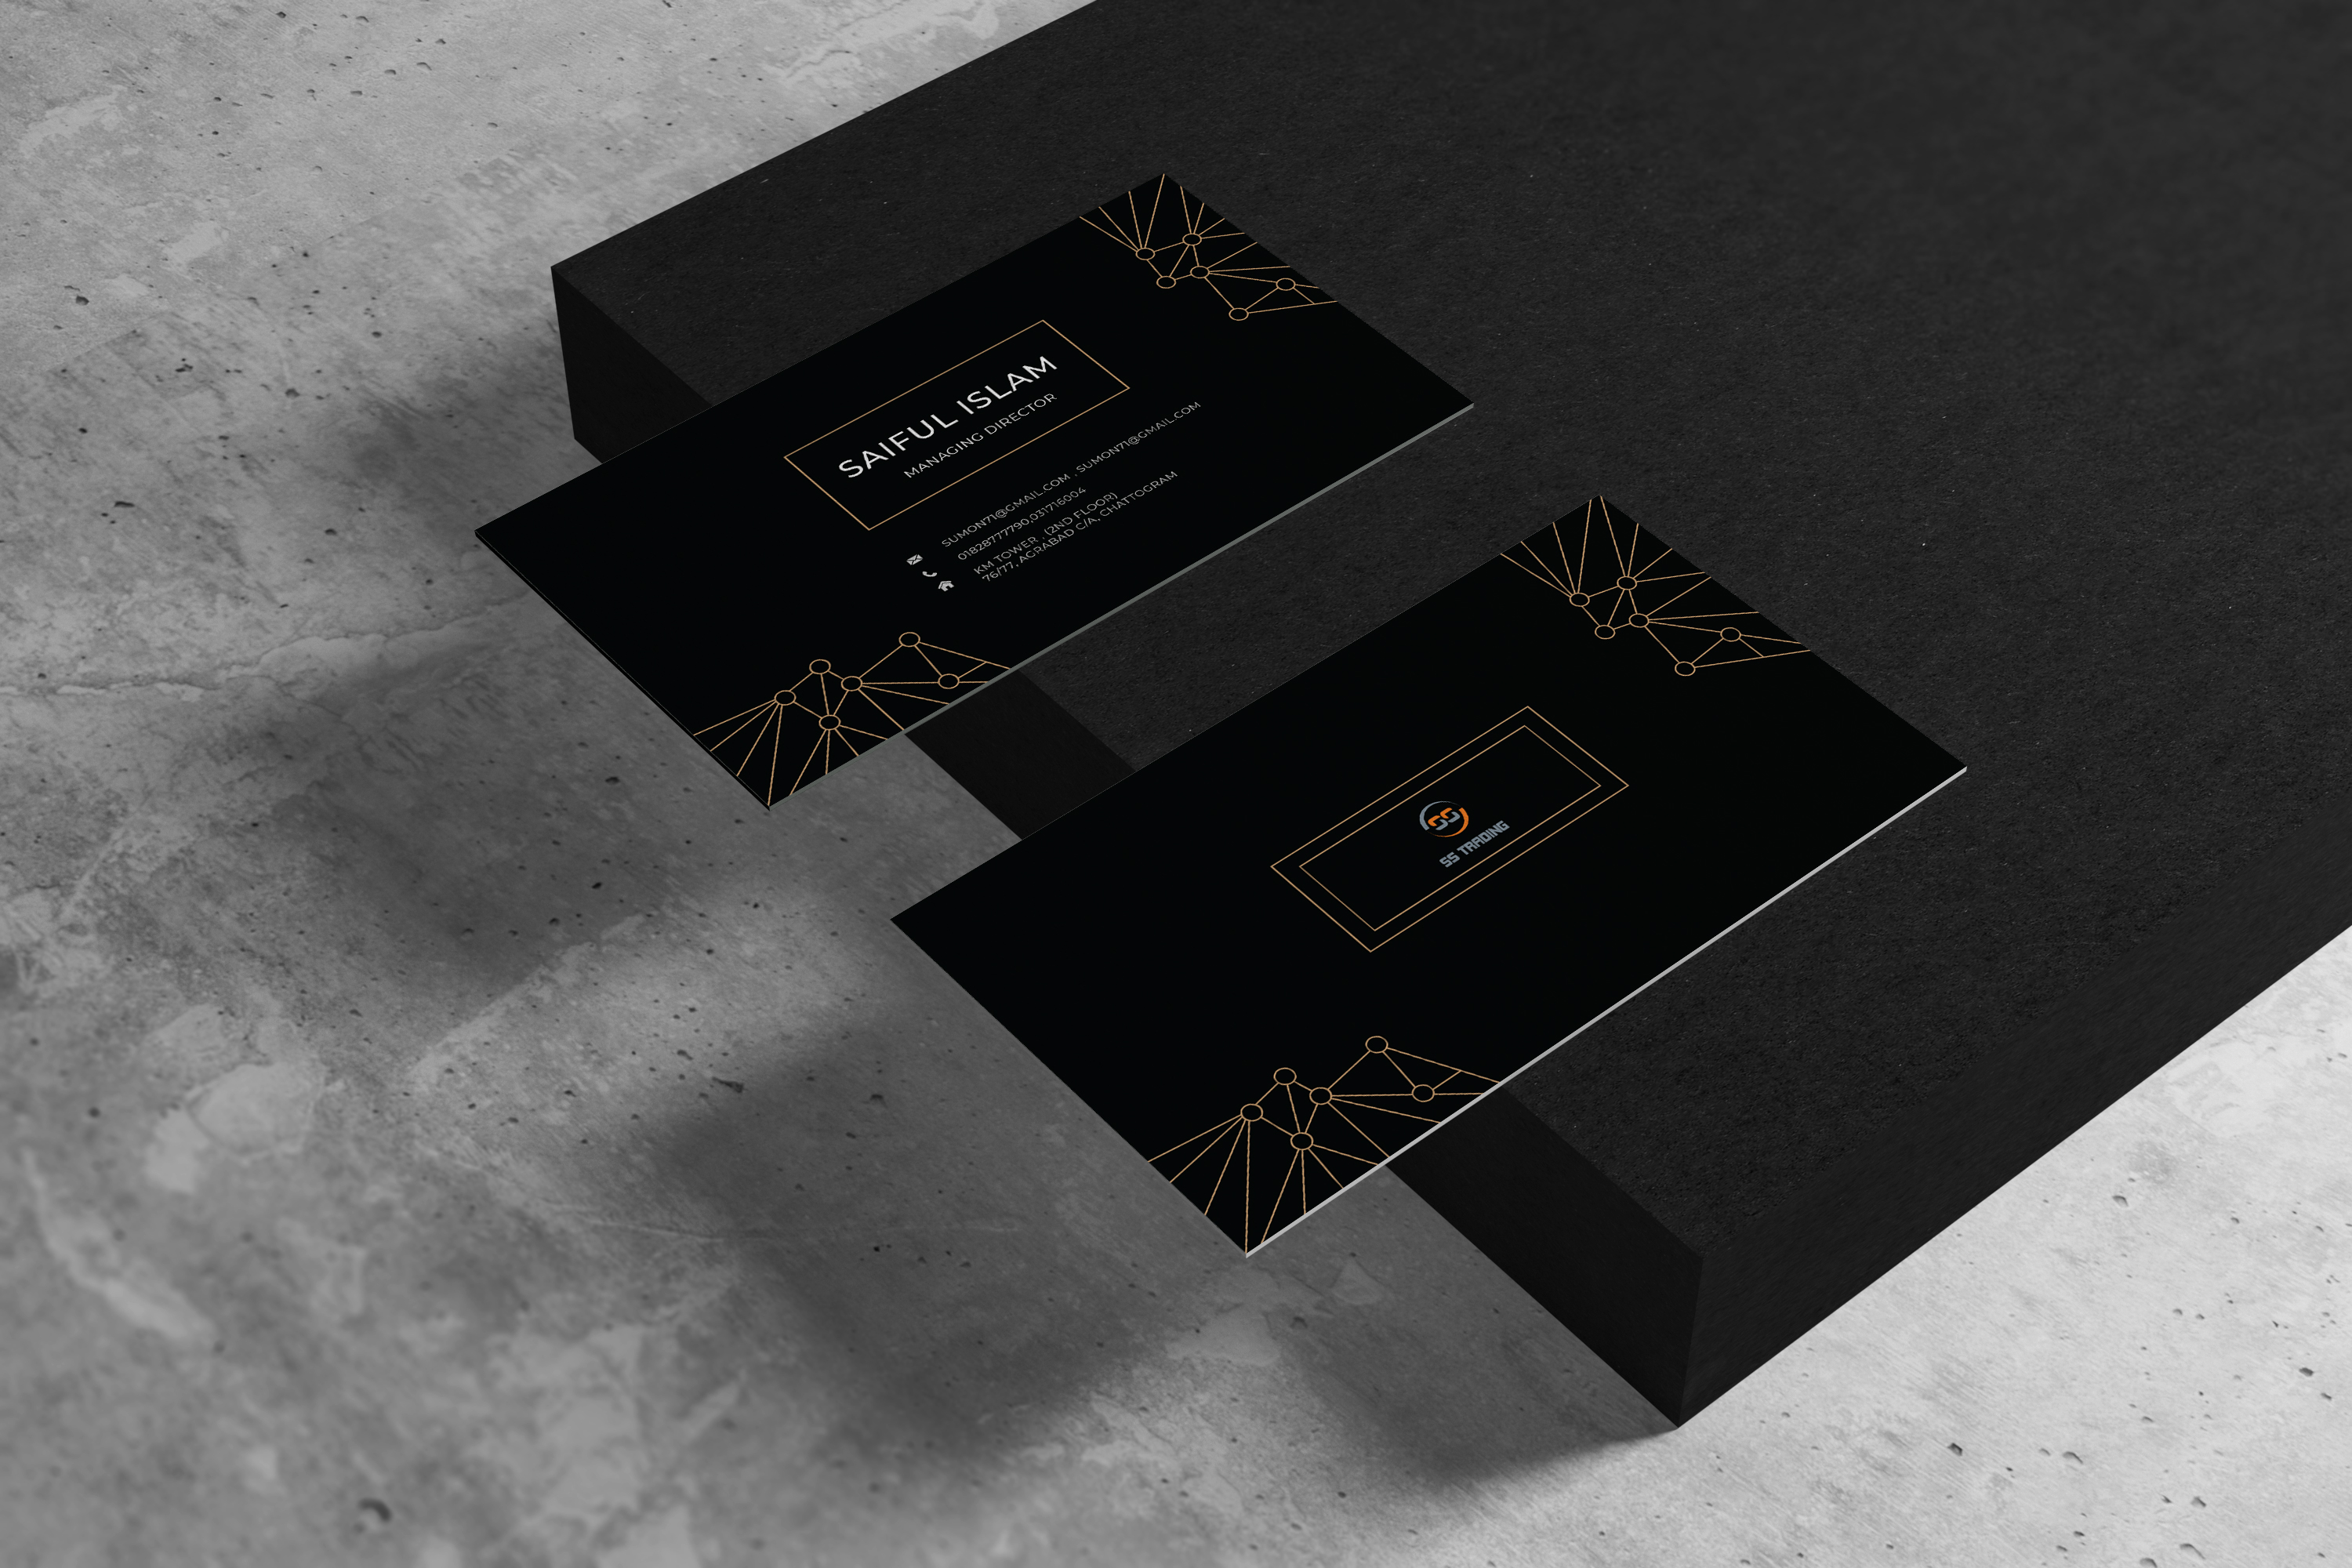 SAIFUL ISLAM
MANAGING DIRECTOR
SUMON71@GMAIL.COM . SUMON71@GMAIL.COM
01828777790,031716004
KM TOWER . (2ND FLOOR)
76/77, AGRABAD C/A, CHATTOGRAM
SS
SS TRADING